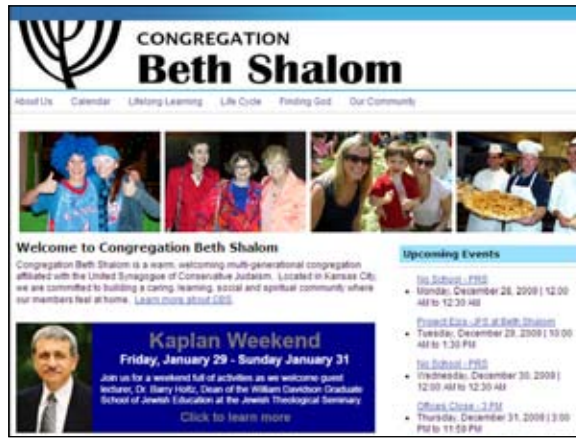 CONGREGATION
Beth Shalom
About Us Calendar Lifelong Learning Life Cycle Finding God Our Community
Welcome to Congregation Beth Shalom
Congregation Beth Shalom is a warm, welcoming multi-generational congregation
affiliated with the United Synagogue of Conservative Judaism. Located in Kansas City,
we are committed to building a caring, learning, social and spiritual community where
our members feel at home. Learn more about CBS.
Kaplan Weekend
Friday, January 29 - Sunday January 31
Join us for a weekend full of activities as we welcome guest
lecturer, Dr. Barry Holtz, Dean of the William Davidson Graduate
School of Jewish Education at the Jewish Theological Seminary
Click to learn more
Upcoming Events
No School - PRS
Monday, December 28, 2009 | 12:00
AM to 12:30 AM
Project Ezra -JFS at Beth Shalom
Tuesday, December 29, 2009 | 10:00
AM to 1:30 PM
No School - PRS
Wednesday, December 30, 2009 |
12:00 AM to 12:30 AM
Offices Close - 3 PM
Thursday, December 31, 2009 | 3:00
PM to 11:59 PM